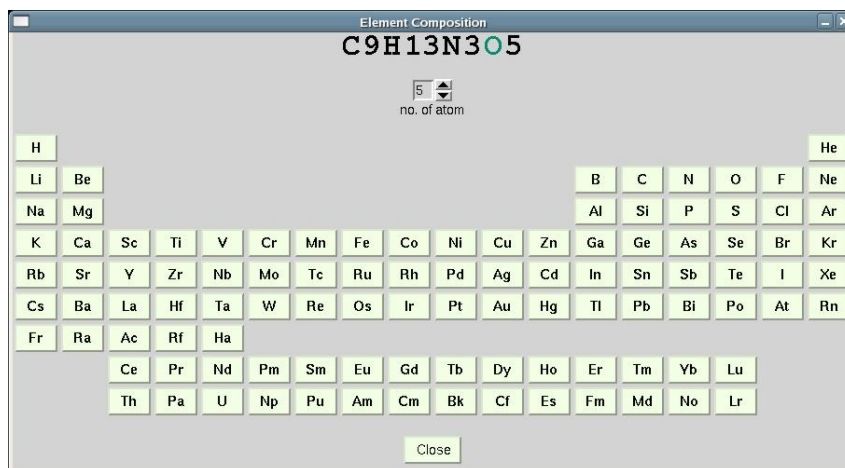 Element Composition
C9H13N3O5
5
no. of atom
H He
Li Be B C N O F Ne
Na Mg Al Si P S Cl Ar
K Ca Sc Ti V Cr Mn Fe Co Ni Cu Zn Ga Ge As Se Br Kr
Rb Sr Y Zr Nb Mo Tc Ru Rh Pd Ag Cd In Sn Sb Te I Xe
Cs Ba La Hf Ta W Re Os Ir Pt Au Hg Tl Pb Bi Po At Rn
Fr Ra Ac Rf Ha
Ce Pr Nd Pm Sm Eu Gd Tb Dy Ho Er Tm Yb Lu
Th Pa U Np Pu Am Cm Bk Cf Es Fm Md No Lr
Close